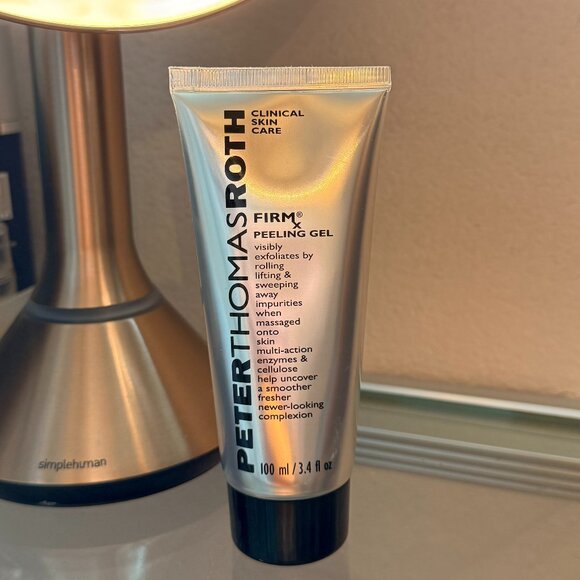 PETERTHOMASROTH
CLINICAL
SKIN
CARE
FIRMx®
PEELING GEL
visibly
exfoliates by
rolling
lifting &
sweeping
away
impurities
when
massaged
onto
skin
multi-action
enzymes &
cellulose
help uncover
a smoother
fresher
newer-looking
complexion
100 ml / 3.4 fl oz
simplehuman